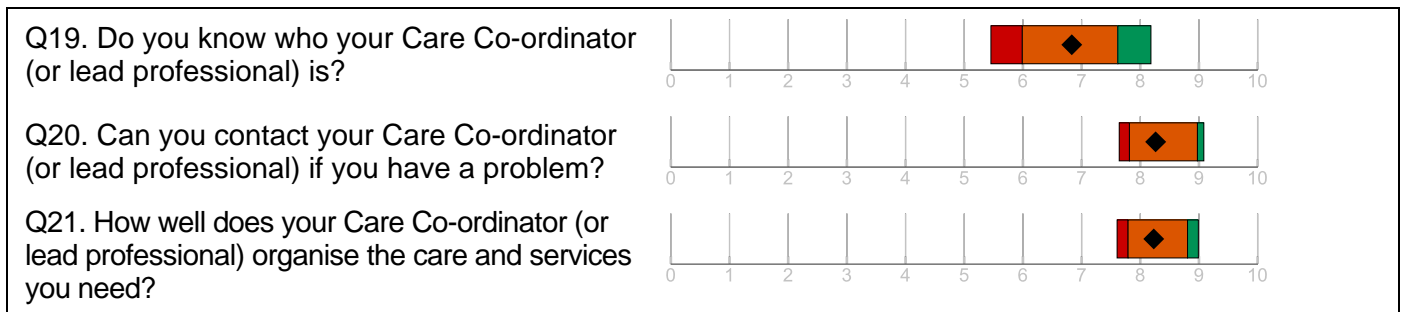 Q19. Do you know who your Care Co-ordinator
(or lead professional) is?
0 1 2 3 4 5 6 7 8 9 10
Q20. Can you contact your Care Co-ordinator
(or lead professional) if you have a problem?
0 1 2 3 4 5 6 7 8 9 10
Q21. How well does your Care Co-ordinator (or
lead professional) organise the care and services
you need?
0 1 2 3 4 5 6 7 8 9 10